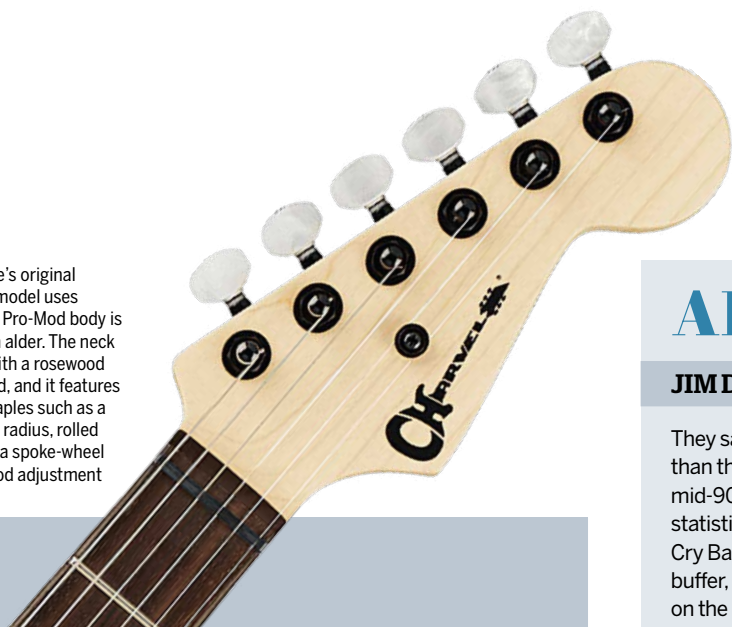 e's original
model uses
Pro-Mod body is
alder. The neck
ith a rosewood
d, and it features
aples such as a
radius, rolled
a spoke-wheel
od adjustment
CHARVEL
JIM D
They sa
than th
mid-90
statisti
Cry Ba
buffer,
on the